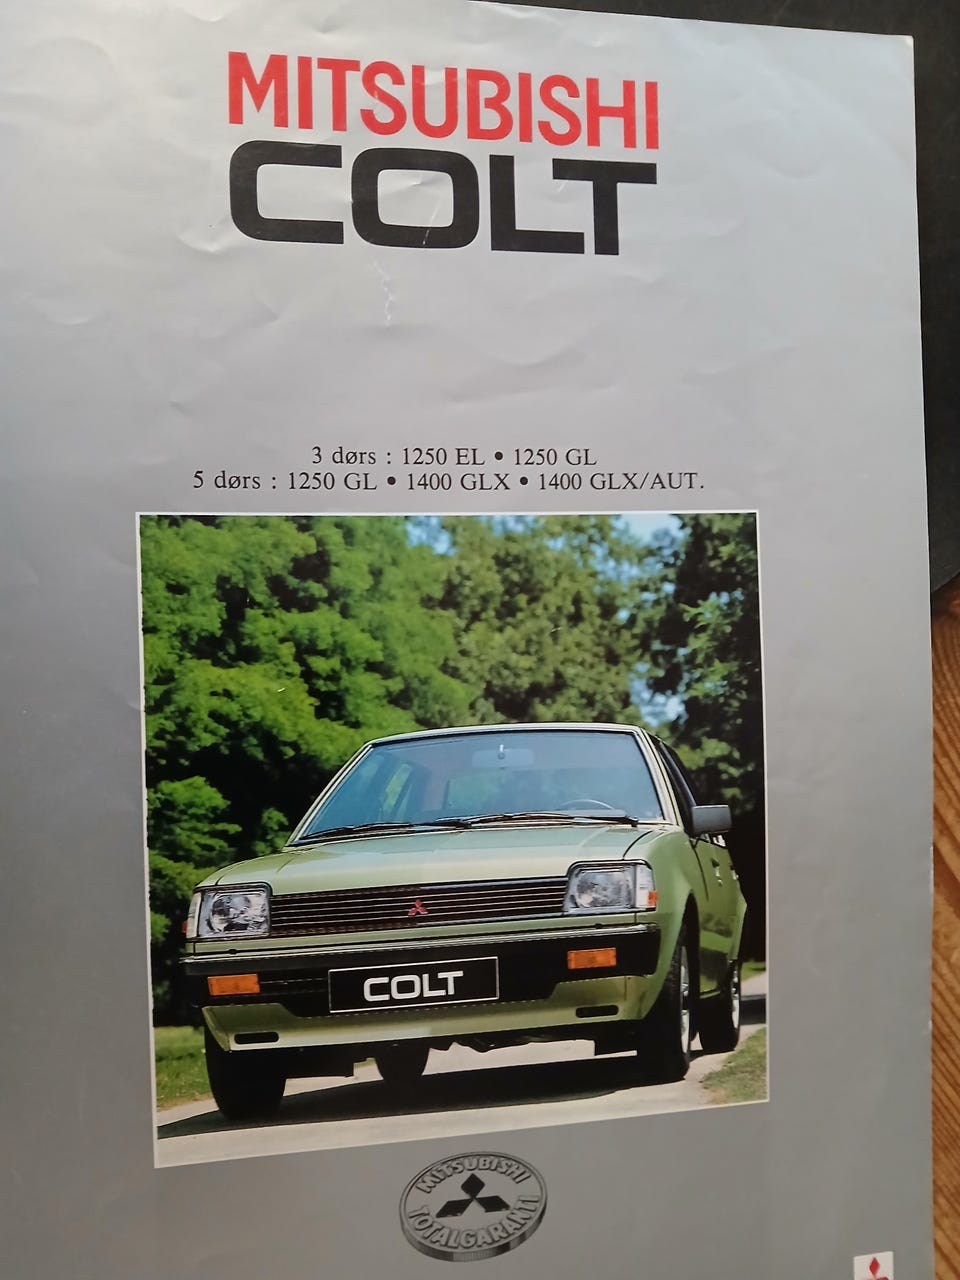 MITSUBISHI
COLT
3 dørs : 1250 EL • 1250 GL
5 dørs : 1250 GL • 1400 GLX • 1400 GLX/AUT.
COLT
MITSUBISHI
TOTALGARANTI